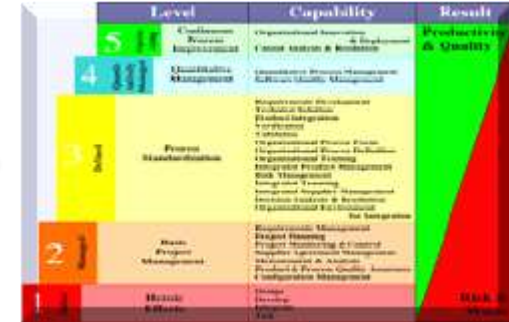 Level Capability Result
5
Continuous
Process
Improvement
Organizational Innovation
& Deployment
Causal Analysis & Resolution
Productivity
& Quality
4
Quantitative
Management
Quantitative Process Management
Software Quality Management
3
Defined
Process
Standardization
Requirements Development
Technical Solution
Product Integration
Verification
Validation
Organizational Process Focus
Organizational Process Definition
Organizational Training
Integrated Product Management
Risk Management
Integrated Teaming
Integrated Supplier Management
Decision Analysis & Resolution
Organizational Environment
for Integration
2
Managed
Basic
Project
Management
Requirements Management
Project Planning
Project Monitoring & Control
Supplier Agreement Management
Measurement & Analysis
Product & Process Quality Assurance
Configuration Management
1
Heroic
Efforts
Design
Develop
Integrate
Test
Risk &